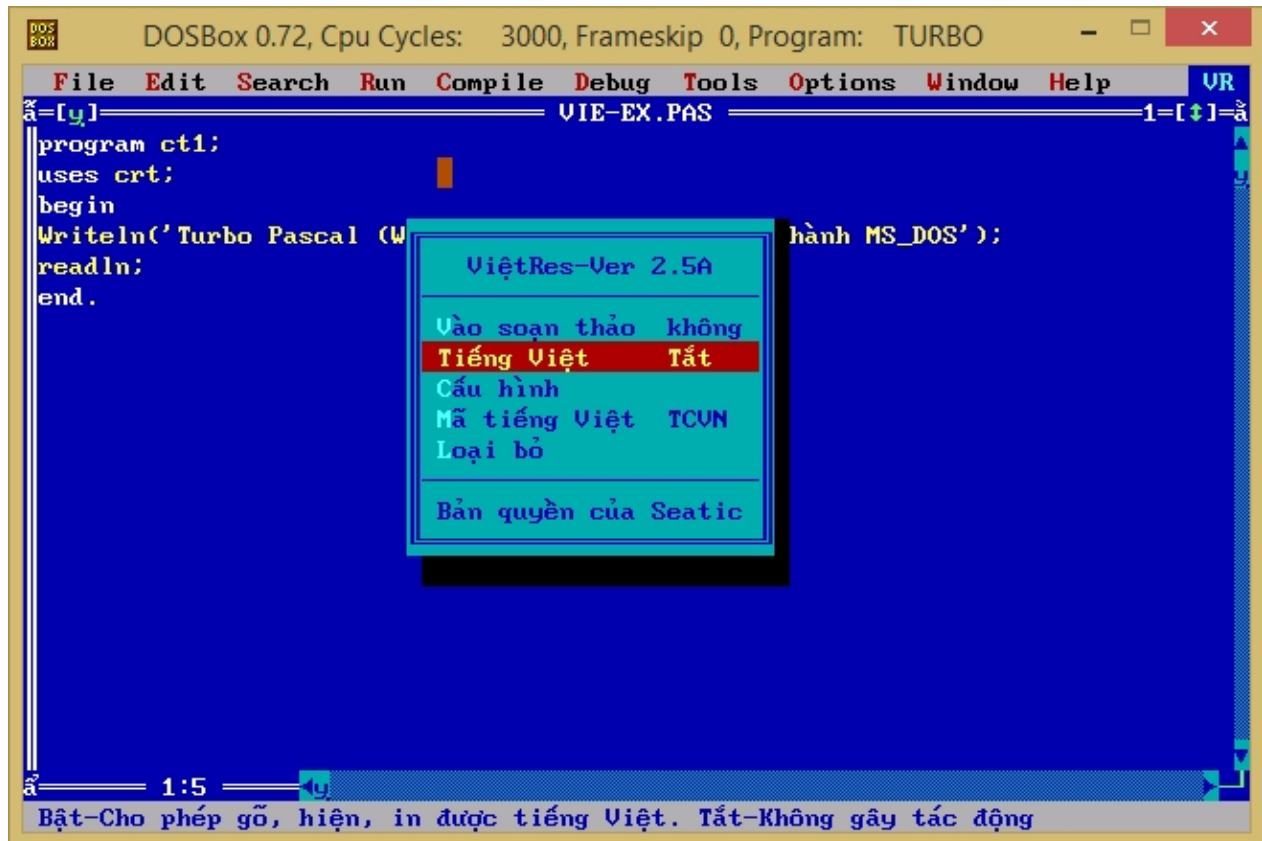 DOS BOX DOSBox 0.72, Cpu Cycles: 3000, Frameskip 0, Program: TURBO
File Edit Search Run Compile Debug Tools Options Window Help VR
ẫ=[y]= VIE-EX.PAS =1=[↕]=ằ
program ct1;
uses crt;
y
begin
Writeln('Turbo Pascal (W hành MS_DOS');
readln;
end.
ViệtRes-Ver 2.5A
Vào soạn thảo không
Tiếng Việt Tắt
Cấu hình
Mã tiếng Việt TCVN
Loại bỏ
Bản quyền của Seatic
ẩ 1:5 y
Bật-Cho phép gõ, hiện, in được tiếng Việt. Tắt-Không gây tác động